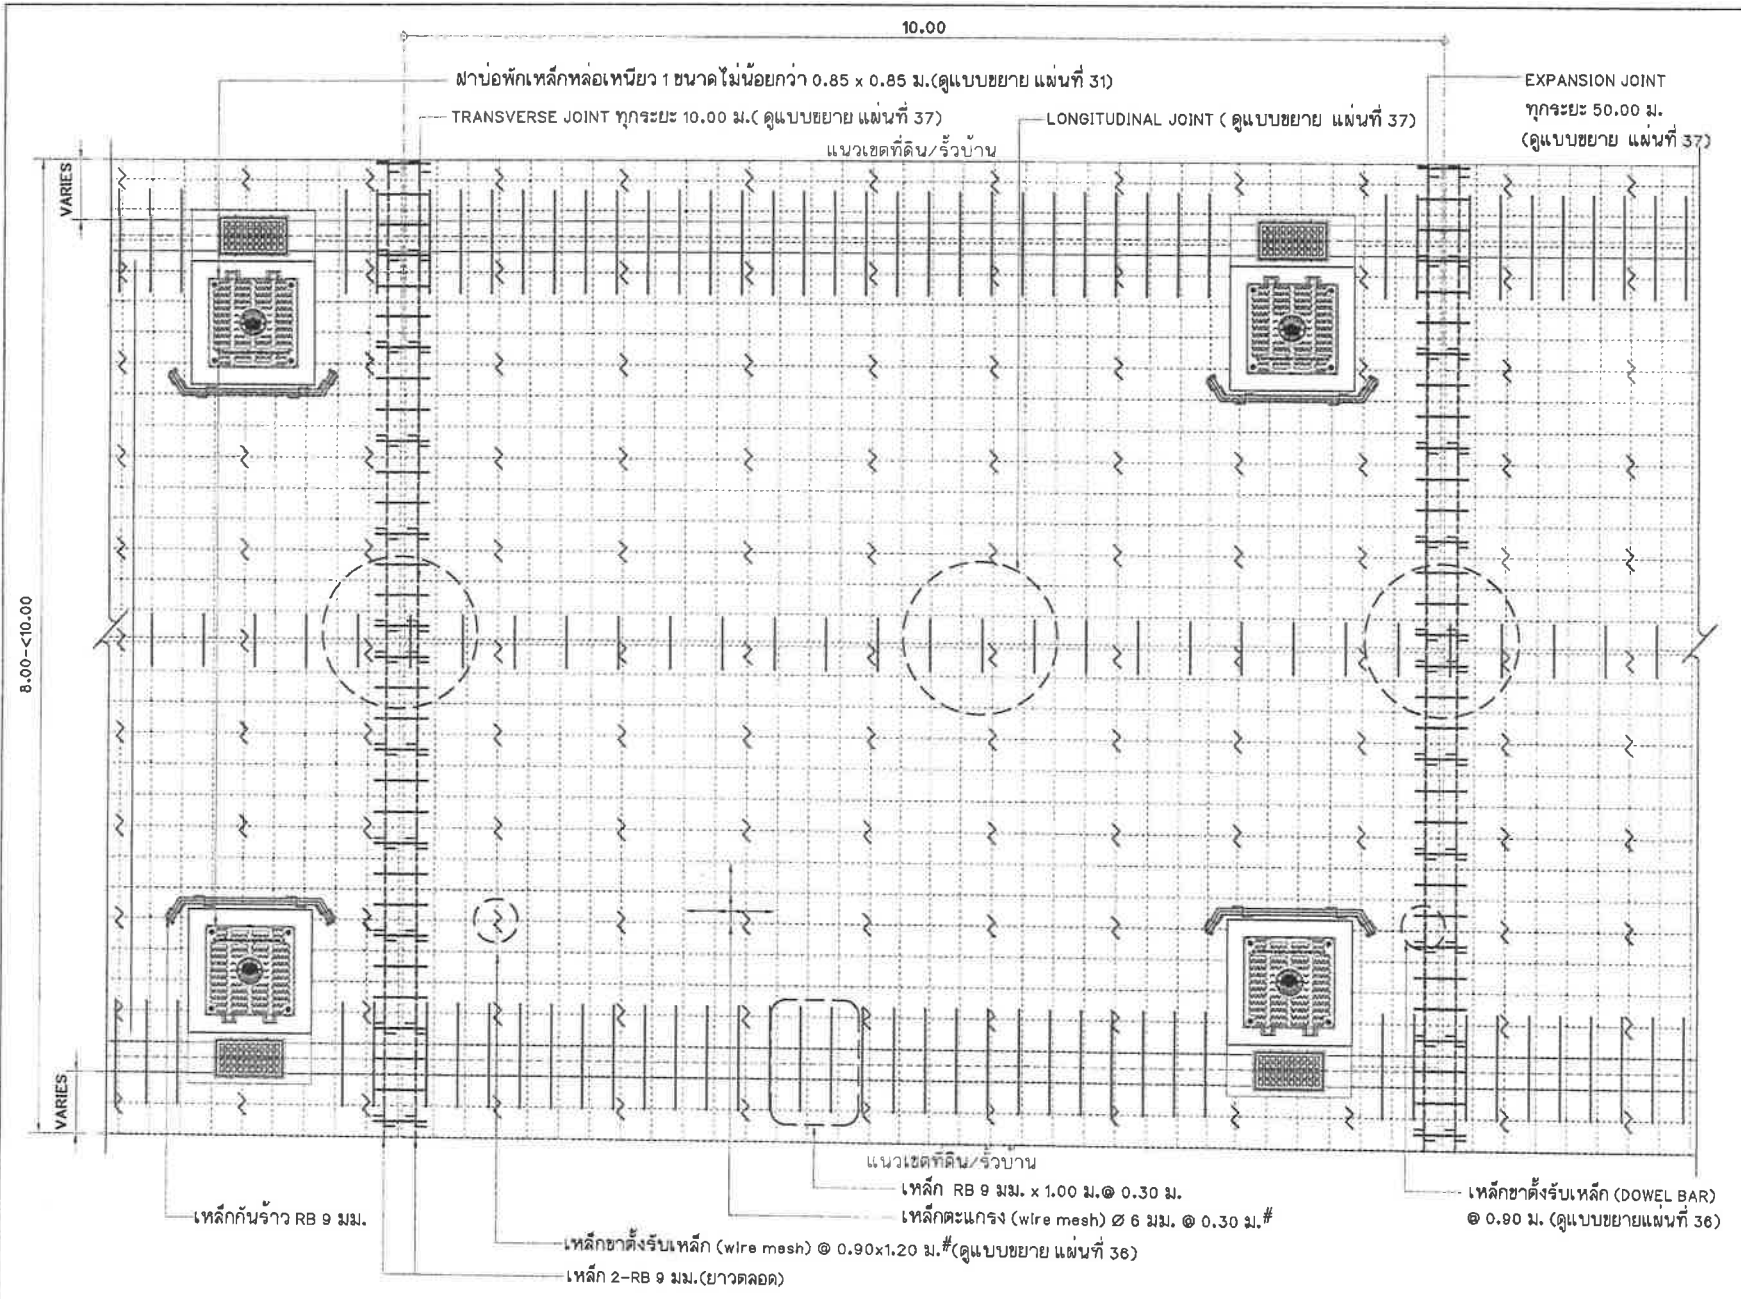 10.00
ฝาบ่อพักเหล็กหล่อเหนียว 1 ขนาดไม่น้อยกว่า 0.85 x 0.85 ม.(ดูแบบขยาย แผ่นที่ 31)
EXPANSION JOINT
ทุกระยะ 50.00 ม.
(ดูแบบขยาย แผ่นที่ 37)
TRANSVERSE JOINT ทุกระยะ 10.00 ม.( ดูแบบขยาย แผ่นที่ 37)
LONGITUDINAL JOINT ( ดูแบบขยาย แผ่นที่ 37)
แนวเขตที่ดิน/รั้วบ้าน
VARIES
8.00-<10.00
VARIES
แนวเขตที่ดิน/รั้วบ้าน
เหล็ก RB 9 มม. x 1.00 ม.@ 0.30 ม.
เหล็กตะแกรง (wire mesh) Ø 6 มม. @ 0.30 ม.#
เหล็กขาตั้งรับเหล็ก (DOWEL BAR)
@ 0.90 ม. (ดูแบบขยายแผ่นที่ 36)
เหล็กกันร้าว RB 9 มม.
เหล็กขาตั้งรับเหล็ก (wire mesh) @ 0.90x1.20 ม.#(ดูแบบขยาย แผ่นที่ 36)
เหล็ก 2-RB 9 มม.(ยาวตลอด)